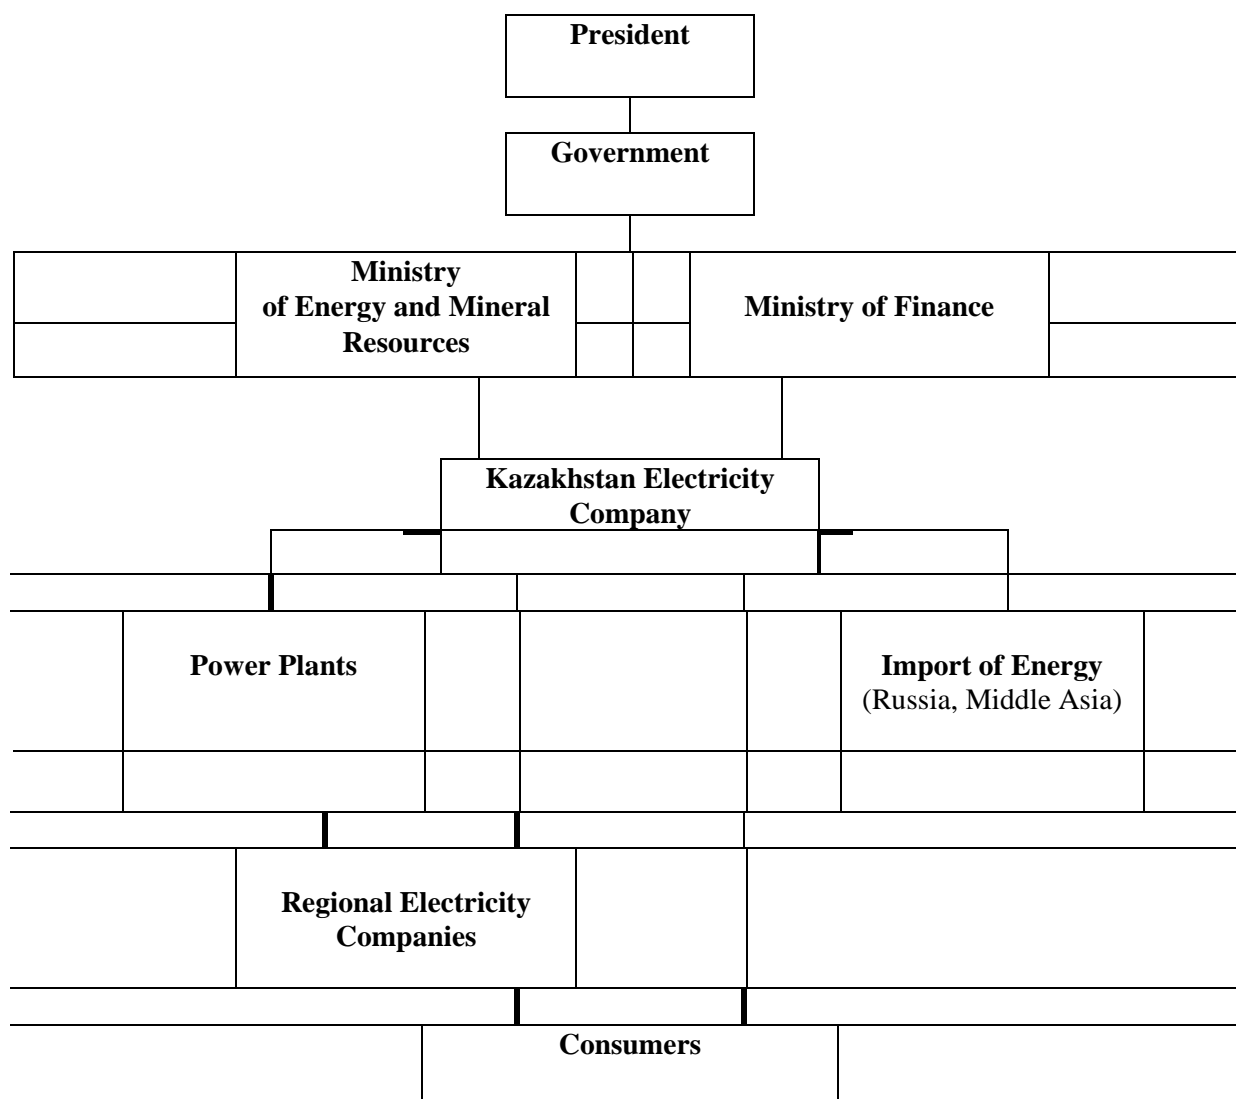 President
Government
Ministry
of Energy and Mineral
Resources
Ministry of Finance
Kazakhstan Electricity
Company
Power Plants
Import of Energy
(Russia, Middle Asia)
Regional Electricity
Companies
Consumers